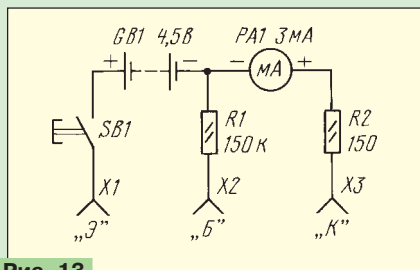 GB1 4,5В
PA1 3мА
+
−
−
+
мА
SB1
R1
150 к
R2
150
X1
X2
X3
„Э"
„Б"
„К"
Рис. 13